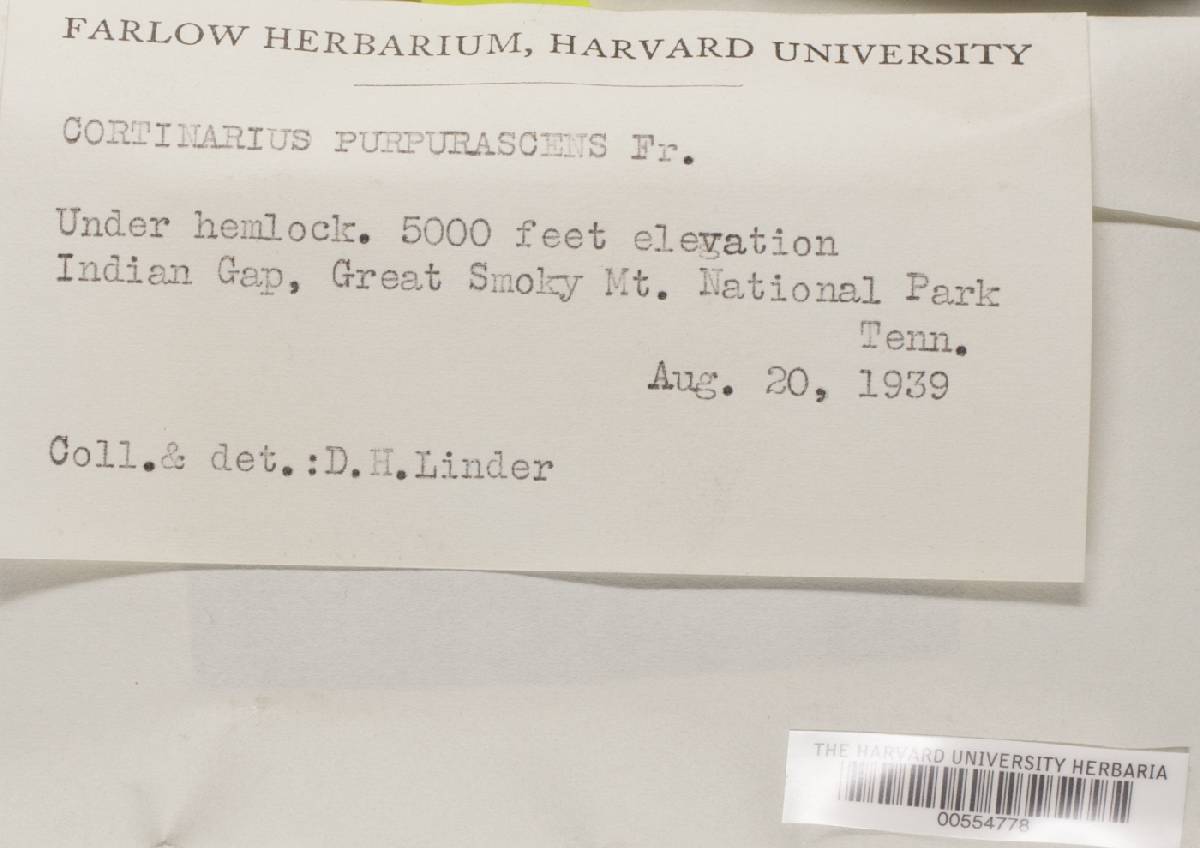 FARLOW HERBARIUM, HARVARD UNIVERSITY
CORTINARIUS PURPURASCENS Fr.
Under hemlock. 5000 feet elevation
Indian Gap, Great Smoky Mt. National Park
Tenn.
Aug. 20, 1939
Coll.& det.:D.H.Linder
THE HARVARD UNIVERSITY HERBARIA
00554778